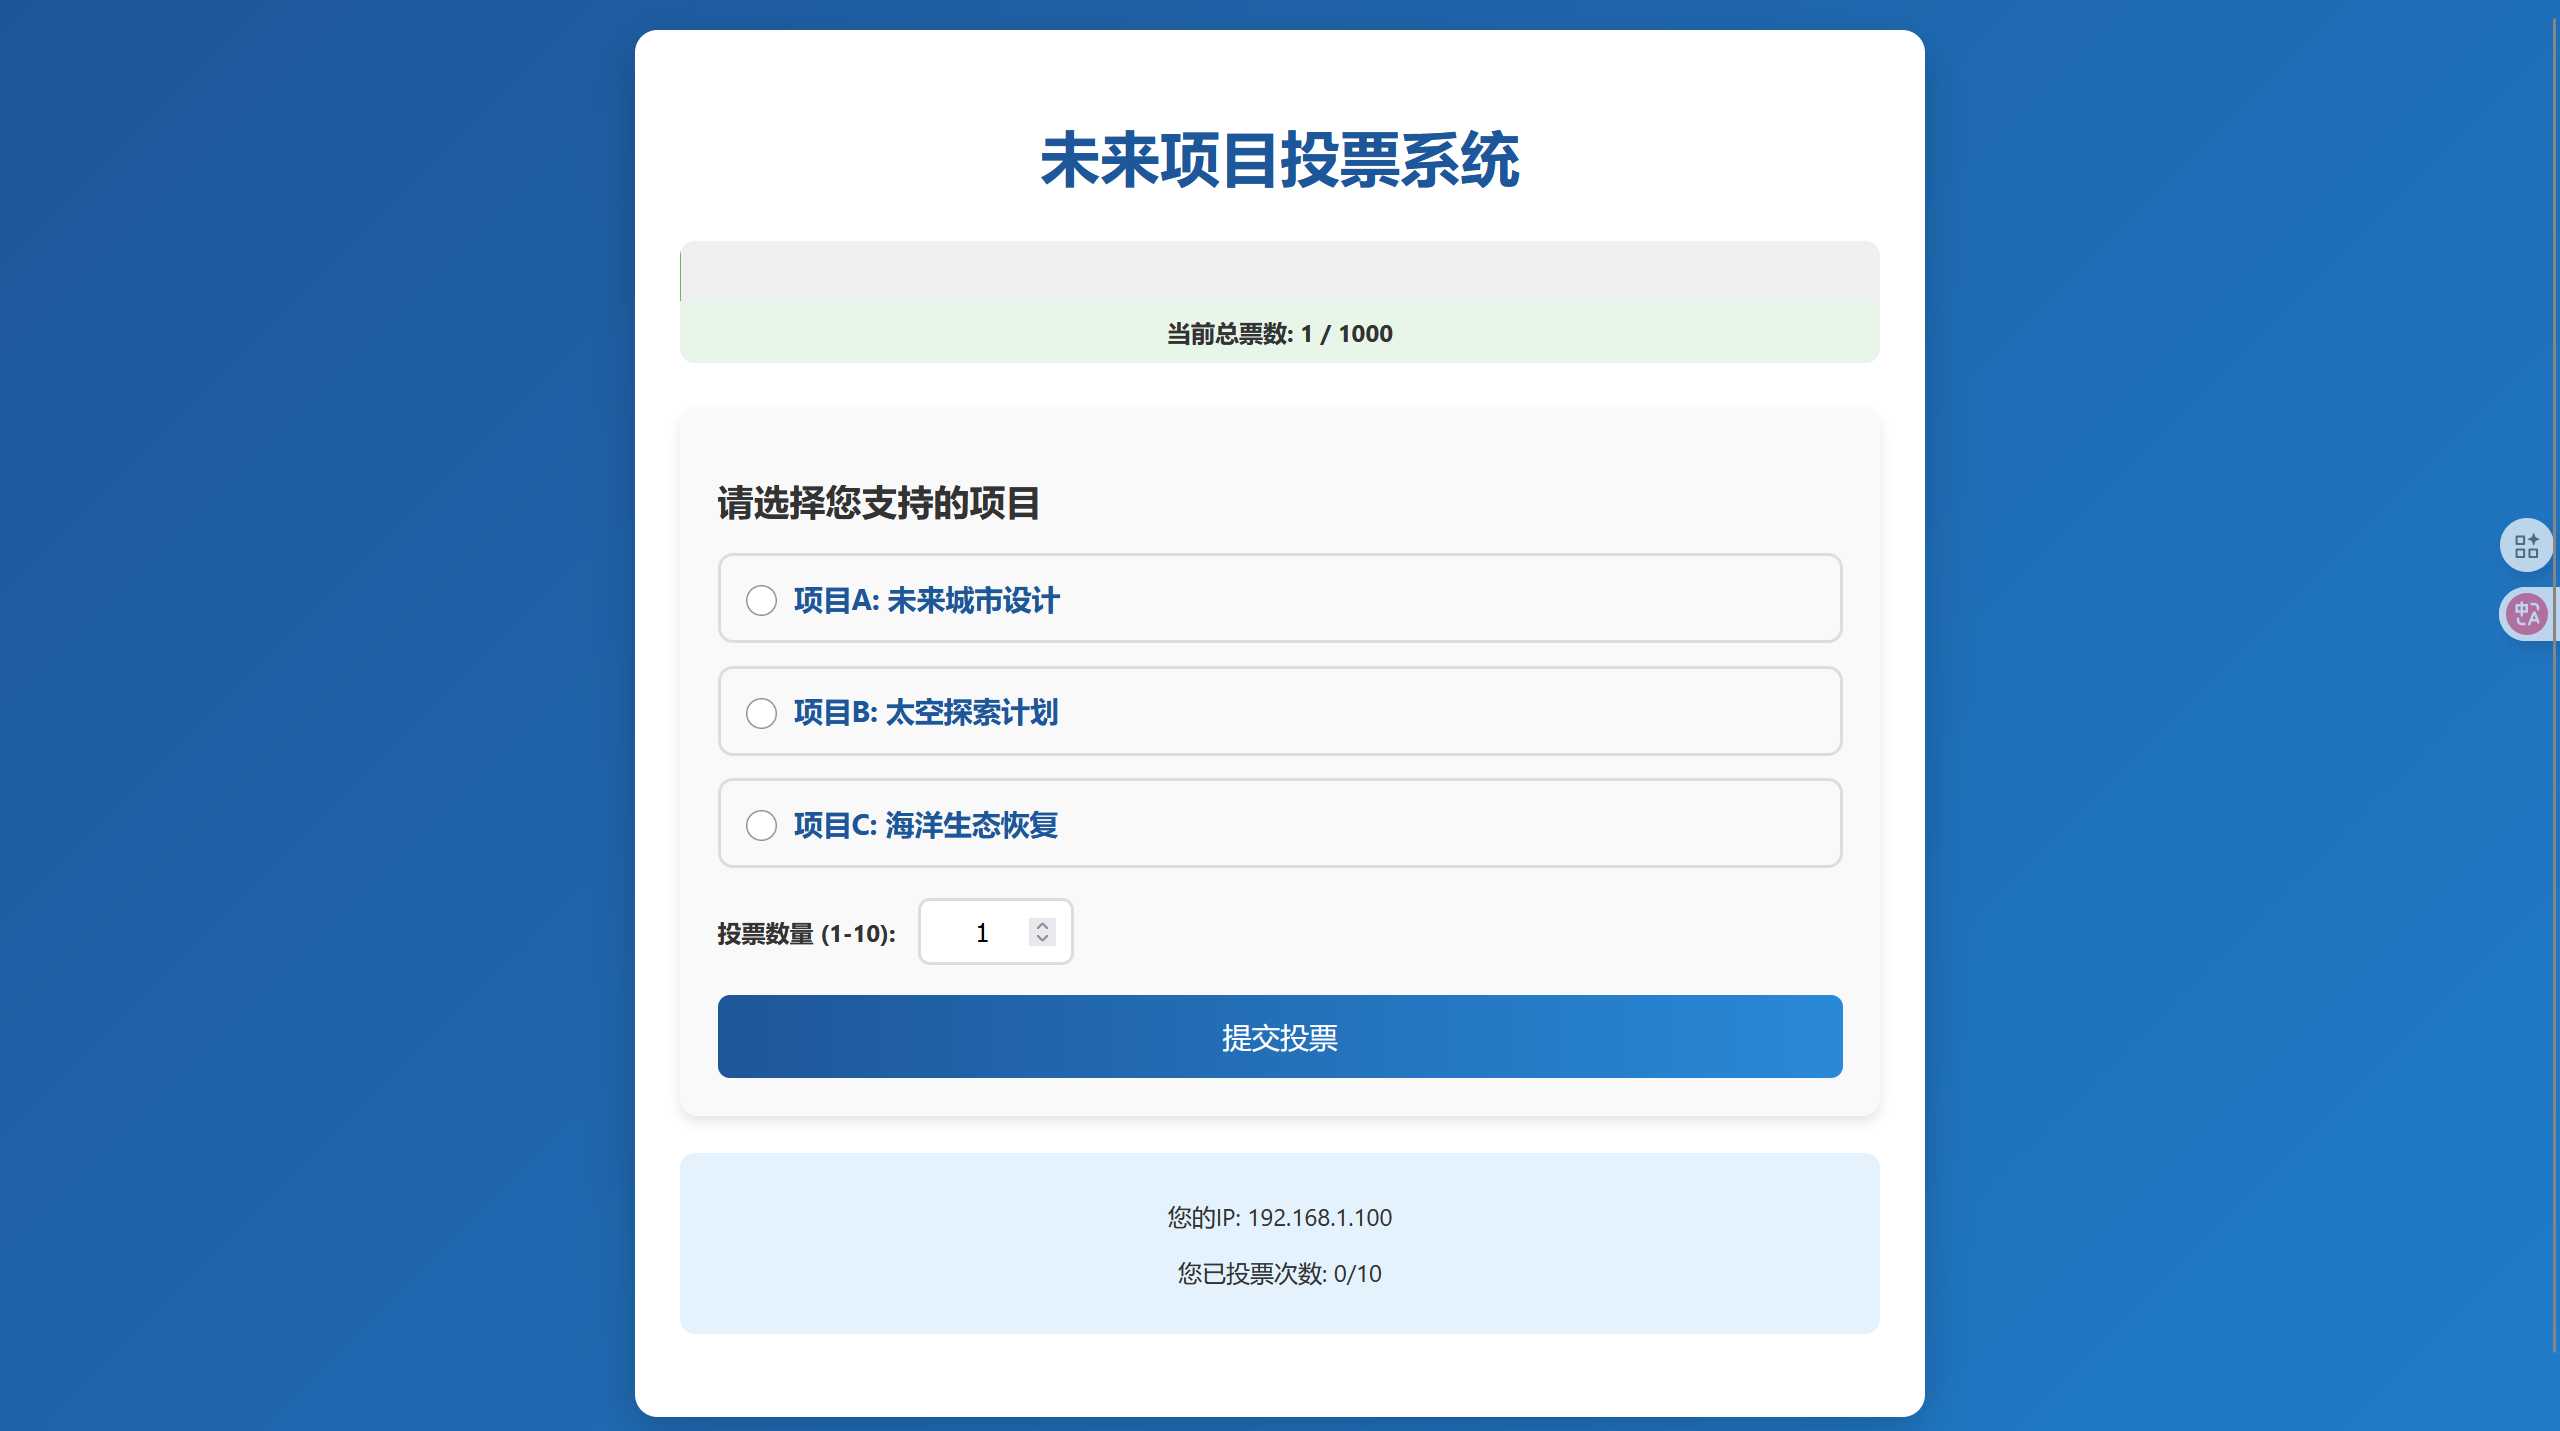 未来项目投票系统
当前总票数: 1 / 1000
请选择您支持的项目
项目A: 未来城市设计
项目B: 太空探索计划
项目C: 海洋生态恢复
投票数量 (1-10): 1
提交投票
您的IP: 192.168.1.100
您已投票次数: 0/10
中A